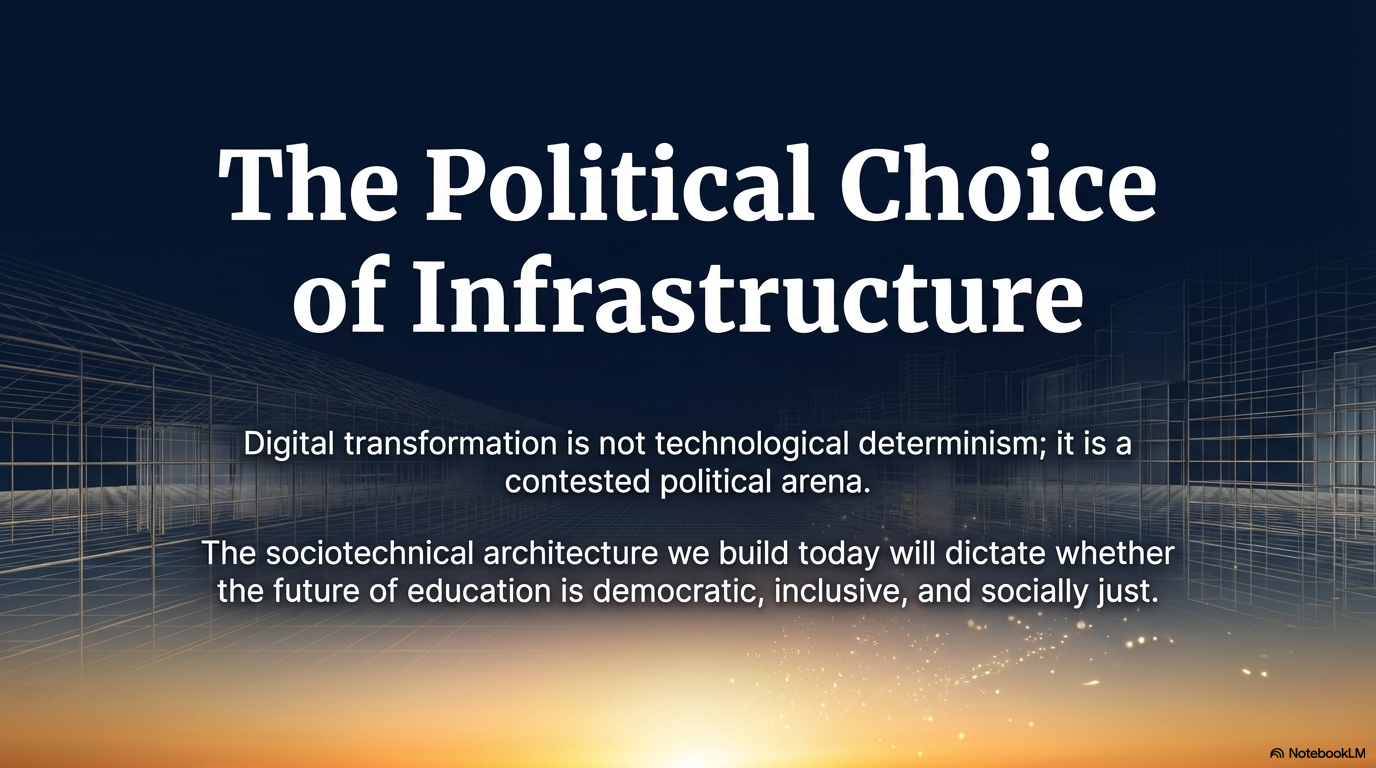 The Political Choice
of Infrastructure
Digital transformation is not technological determinism; it is a
contested political arena.
The sociotechnical architecture we build today will dictate whether
the future of education is democratic, inclusive, and socially just.
NotebookLM